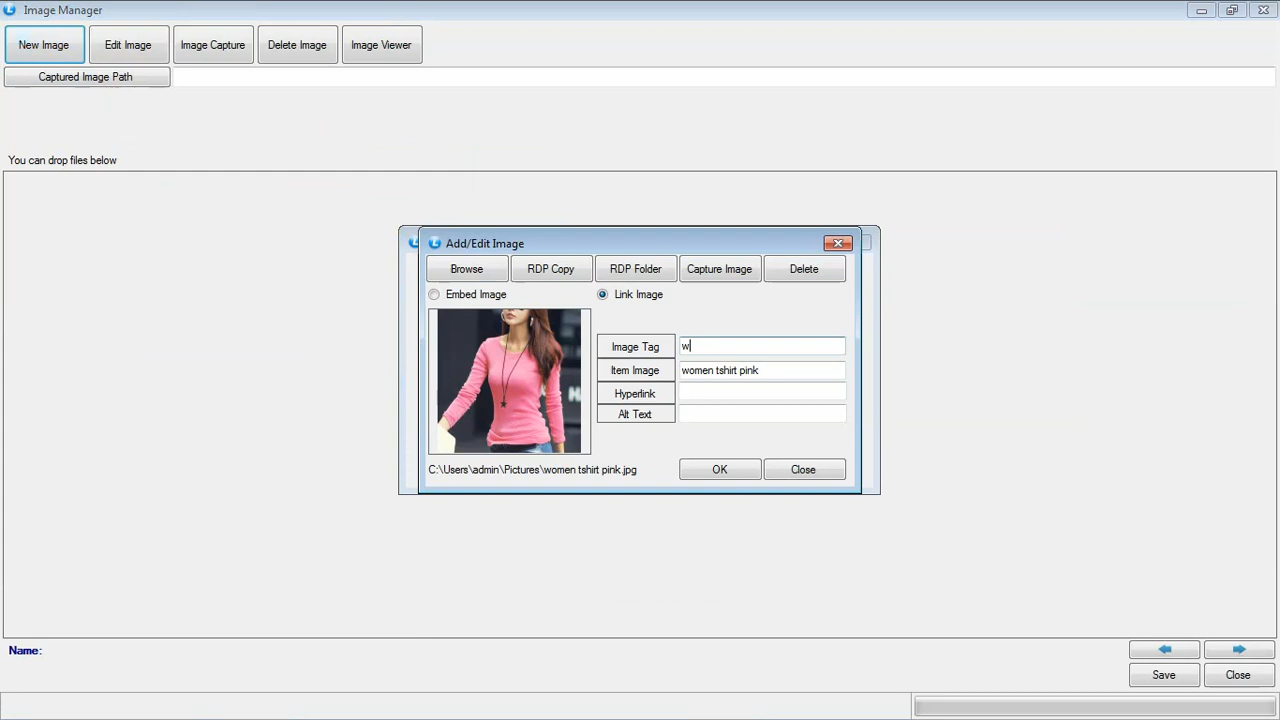 Image Manager
New Image Edit Image Image Capture Delete Image Image Viewer
Captured Image Path
You can drop files below
Add/Edit Image
Browse RDP Copy RDP Folder Capture Image Delete
Embed Image Link Image
Image Tag w
Item Image women tshirt pink
Hyperlink
Alt Text
C:\Users\admin\Pictures\women tshirt pink.jpg OK Close
Name:
Save Close